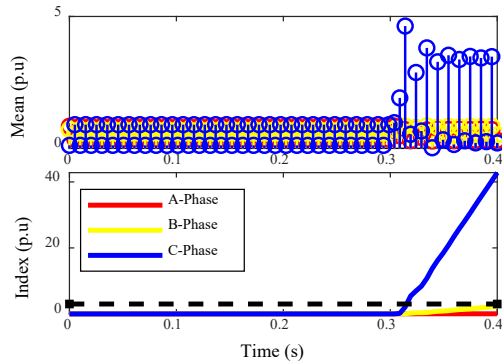 5
Mean (p.u)
0
0 0.1 0.2 0.3 0.4
40
Index (p.u)
20
0
A-Phase
B-Phase
C-Phase
0 0.1 0.2 0.3 0.4
Time (s)